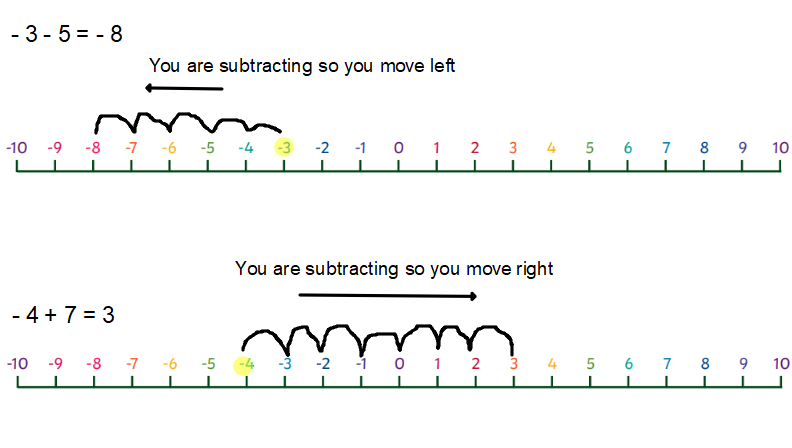 - 3 - 5 = - 8
You are subtracting so you move left
-10 -9 -8 -7 -6 -5 -4 -3 -2 -1 0 1 2 3 4 5 6 7 8 9 10
You are subtracting so you move right
- 4 + 7 = 3
-10 -9 -8 -7 -6 -5 -4 -3 -2 -1 0 1 2 3 4 5 6 7 8 9 10